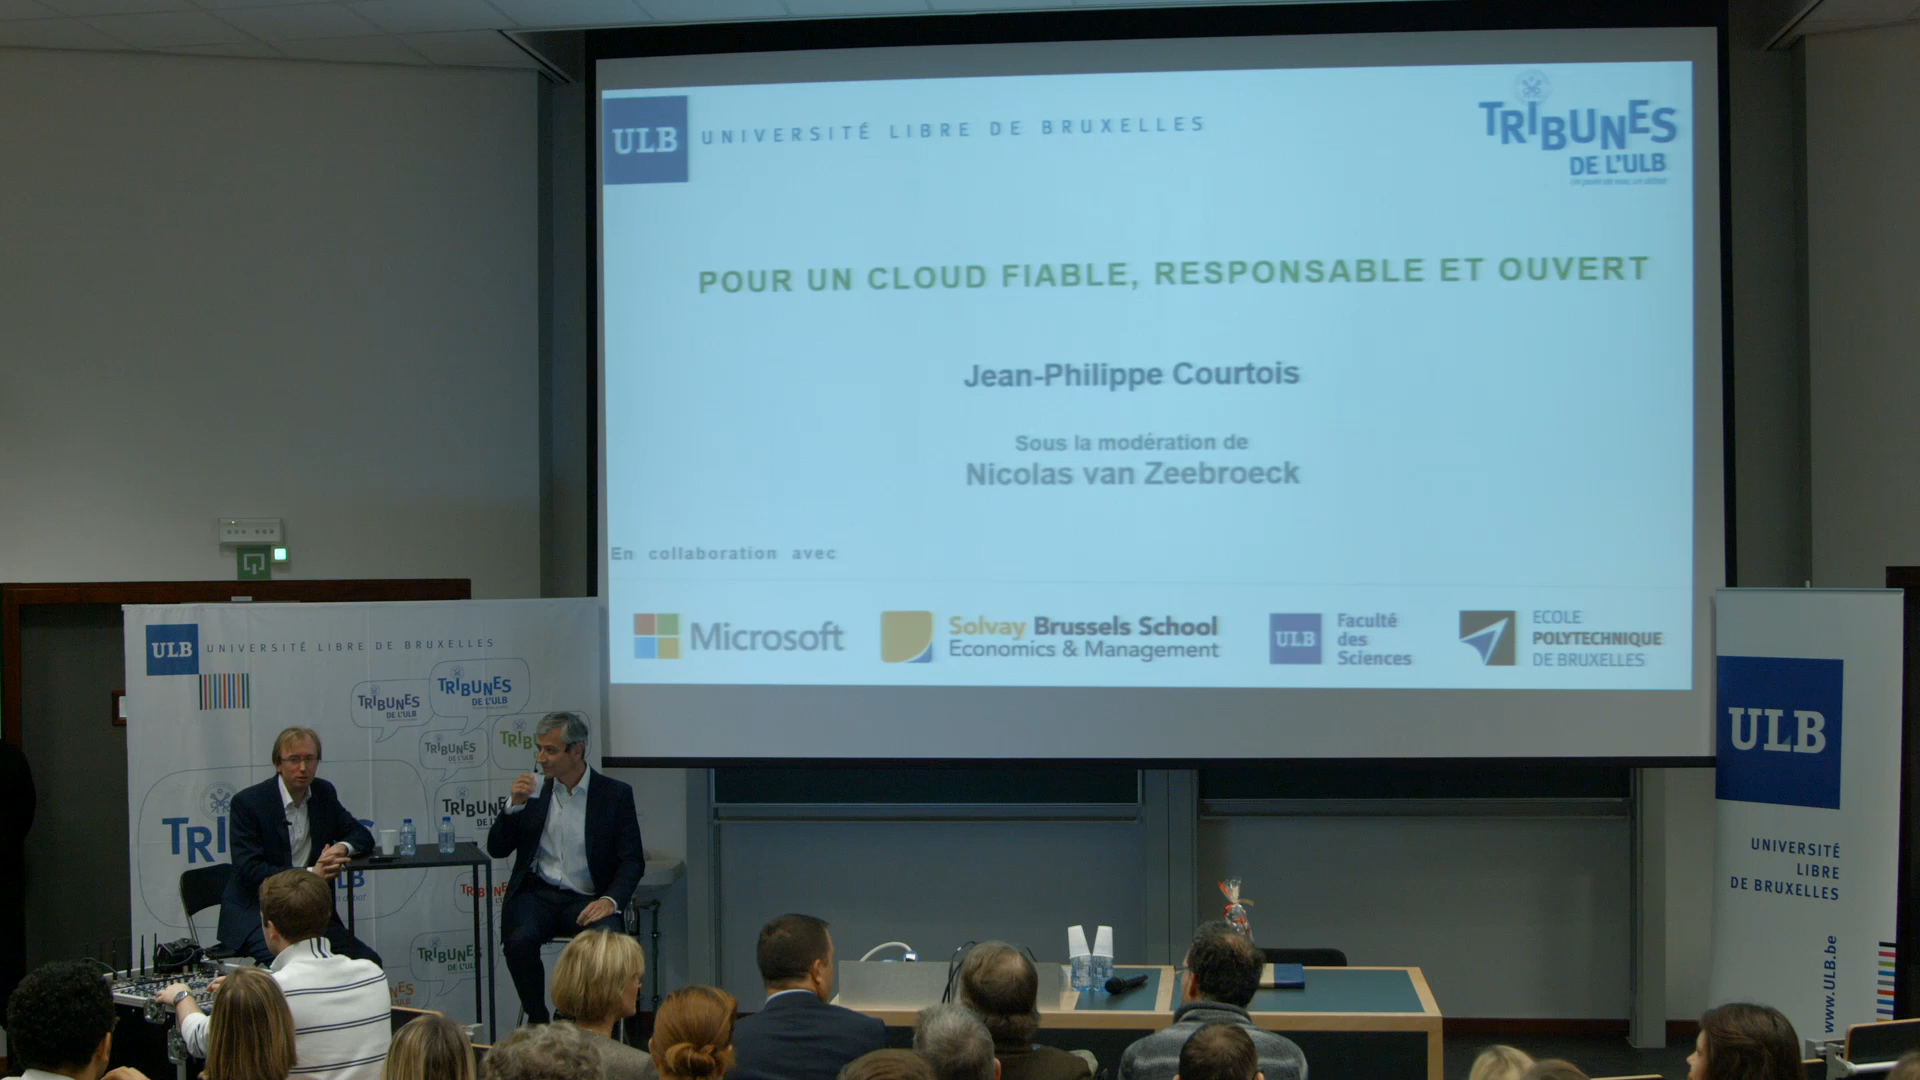 ULB
UNIVERSITÉ LIBRE DE BRUXELLES
TRIBUNES
DE L'ULB
POUR UN CLOUD FIABLE, RESPONSABLE ET OUVERT
Jean-Philippe Courtois
Sous la modération de
Nicolas van Zeebroeck
En collaboration avec
Microsoft
Solvay Brussels School
Economics & Management
ULB
Faculté
des
Sciences
ECOLE
POLYTECHNIQUE
DE BRUXELLES
ULB
UNIVERSITÉ LIBRE DE BRUXELLES
TRIBUNES
DE L'ULB
TRIBUNES
DE L'ULB
TRIBUNES
DE L'ULB
ULB
UNIVERSITÉ
LIBRE
DE BRUXELLES
www.ULB.be